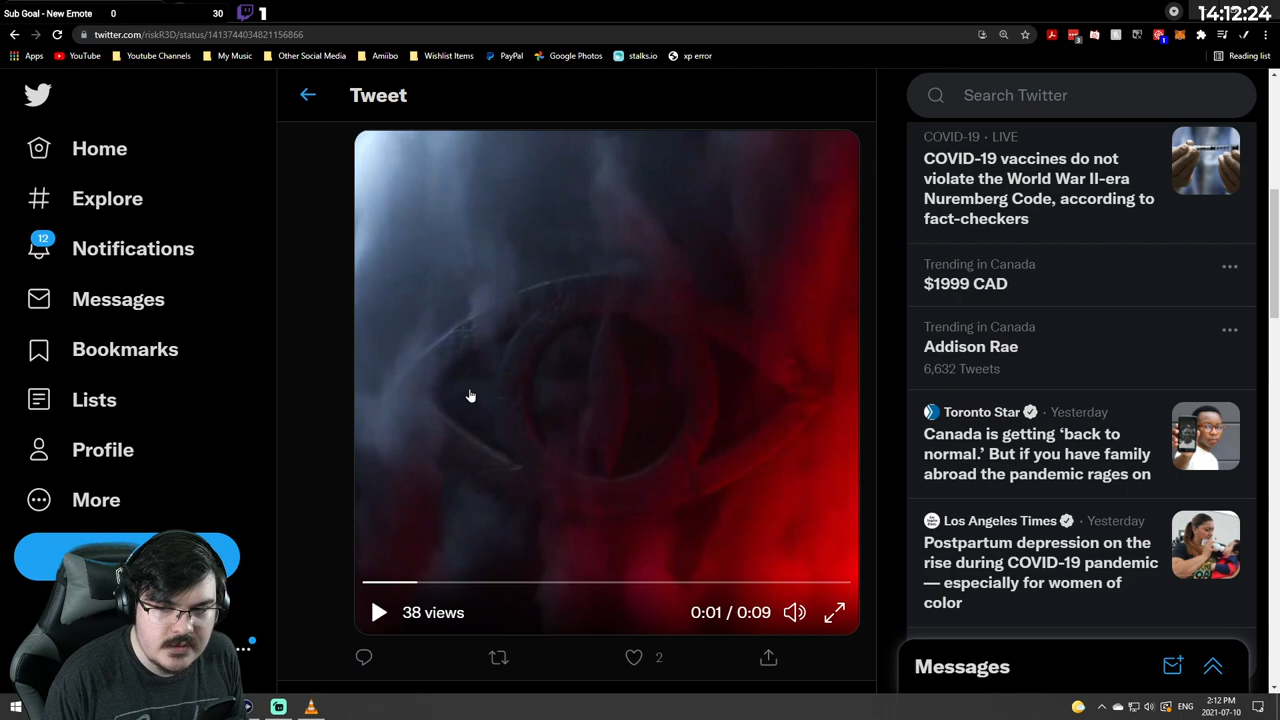 Sub Goal - New Emote 0 30
1
14:12:24
twitter.com/riskR3D/status/1413744034821156866
Apps YouTube Youtube Channels My Music Other Social Media Amiibo Wishlist Items PayPal Google Photos stalks.io xp error Reading list
Home
Explore
12
Notifications
Messages
Bookmarks
Lists
Profile
More
Tweet
38 views
0:01 / 0:09
2
Search Twitter
COVID-19 · LIVE
COVID-19 vaccines do not
violate the World War II-era
Nuremberg Code, according to
fact-checkers
Trending in Canada
$1999 CAD
Trending in Canada
Addison Rae
6,632 Tweets
Toronto Star · Yesterday
Canada is getting ‘back to
normal.’ But if you have family
abroad the pandemic rages on
Los Angeles Times · Yesterday
Postpartum depression on the
rise during COVID-19 pandemic
— especially for women of
color
Messages
ENG
2:12 PM
2021-07-10